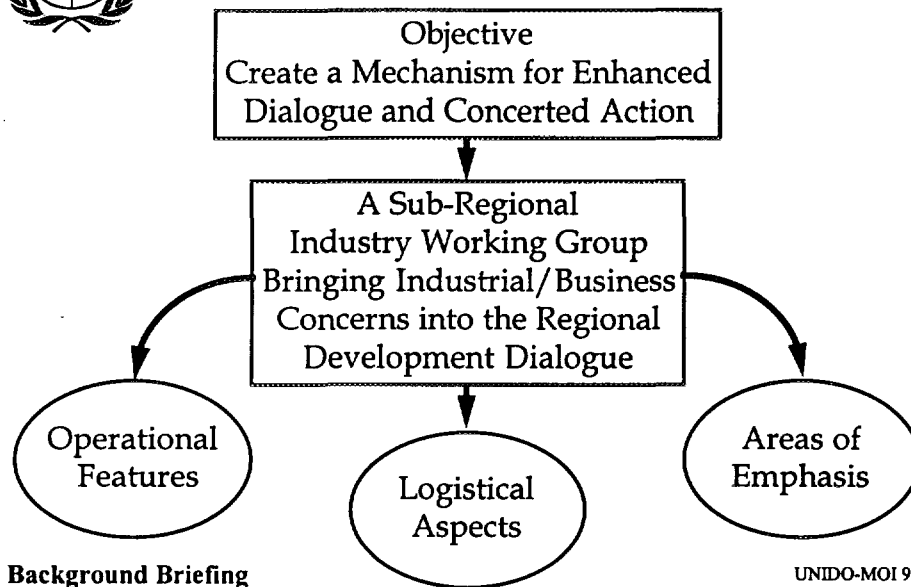 Objective
Create a Mechanism for Enhanced
Dialogue and Concerted Action
A Sub-Regional
Industry Working Group
Bringing Industrial/Business
Concerns into the Regional
Development Dialogue
Operational
Features
Logistical
Aspects
Areas of
Emphasis
Background Briefing
UNIDO-MOI 9